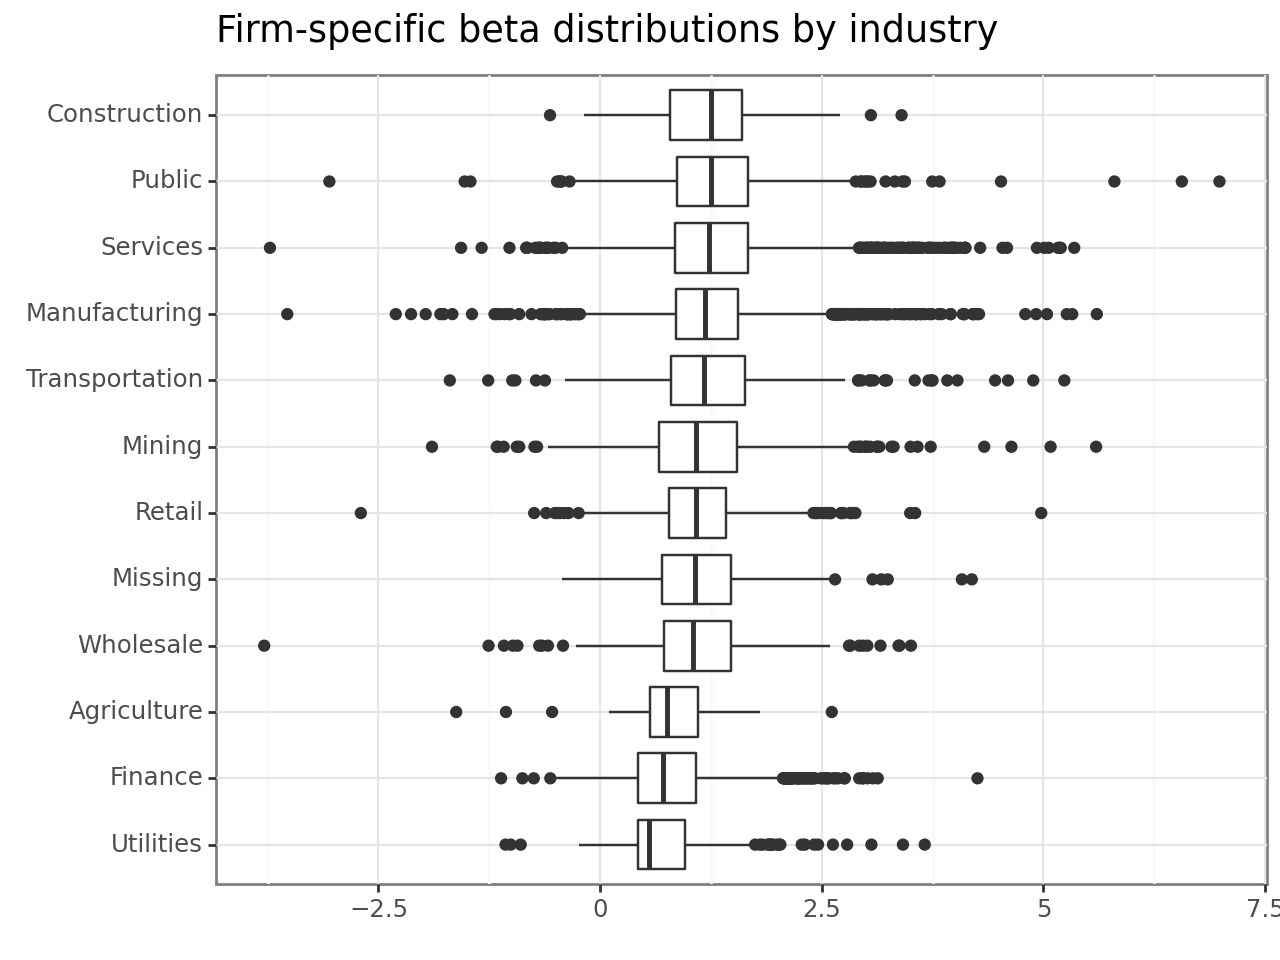 Firm-specific beta distributions by industry
Construction
Public
Services
Manufacturing
Transportation
Mining
Retail
Missing
Wholesale
Agriculture
Finance
Utilities
−2.5 0 2.5 5 7.5